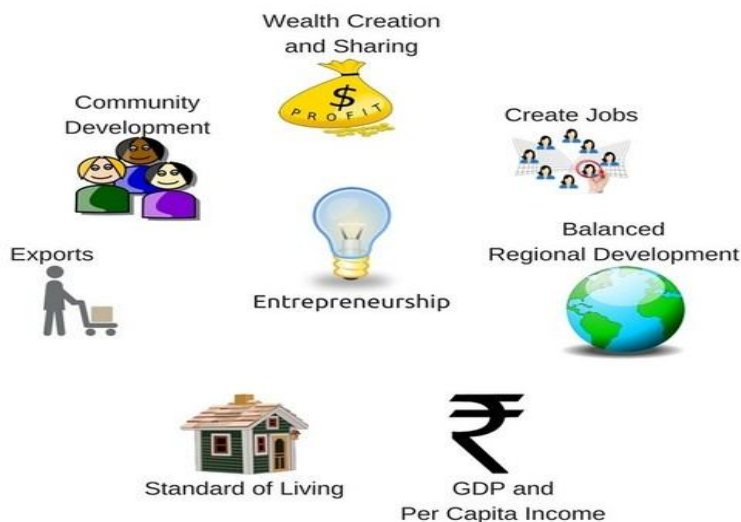 Wealth Creation
and Sharing
$
PROFIT
Community
Development
Create Jobs
Balanced
Regional Development
Exports
Entrepreneurship
₹
Standard of Living
GDP and
Per Capita Income